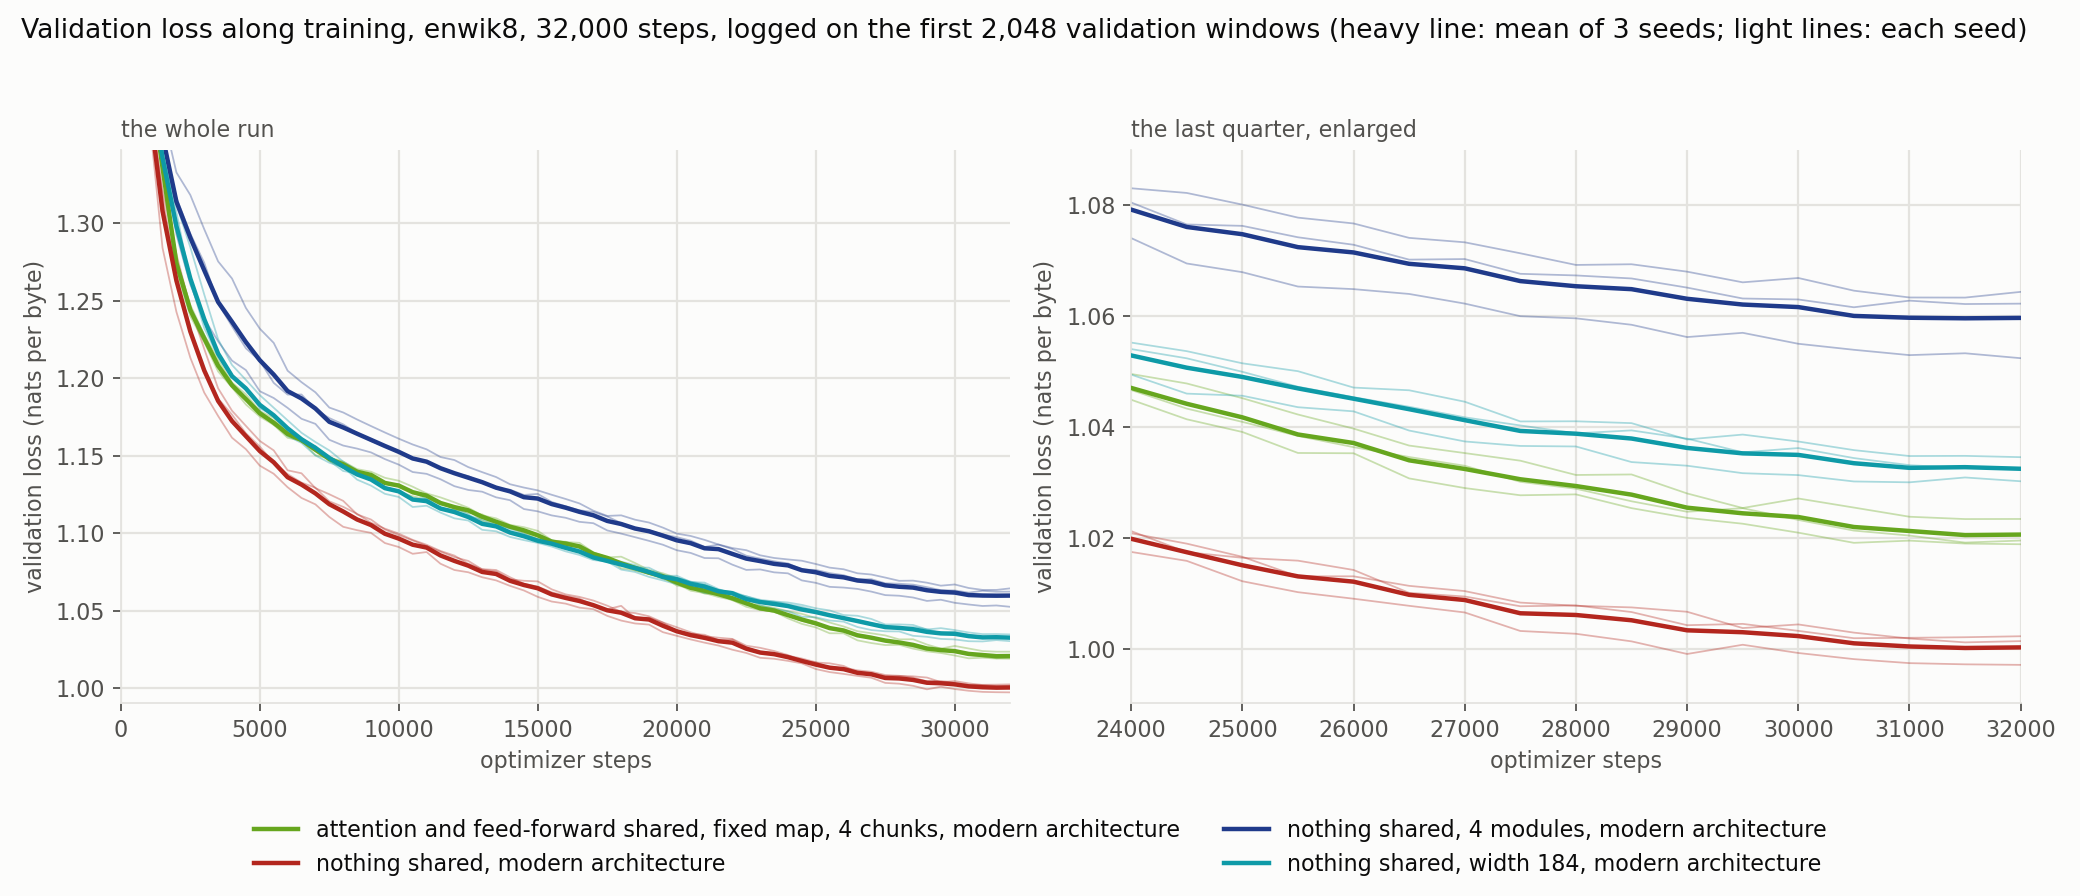 Validation loss along training, enwik8, 32,000 steps, logged on the first 2,048 validation windows (heavy line: mean of 3 seeds; light lines: each seed)
the whole run
validation loss (nats per byte)
1.30
1.25
1.20
1.15
1.10
1.05
1.00
0 5000 10000 15000 20000 25000 30000
optimizer steps
the last quarter, enlarged
validation loss (nats per byte)
1.08
1.06
1.04
1.02
1.00
24000 25000 26000 27000 28000 29000 30000 31000 32000
optimizer steps
attention and feed-forward shared, fixed map, 4 chunks, modern architecture
nothing shared, modern architecture
nothing shared, 4 modules, modern architecture
nothing shared, width 184, modern architecture